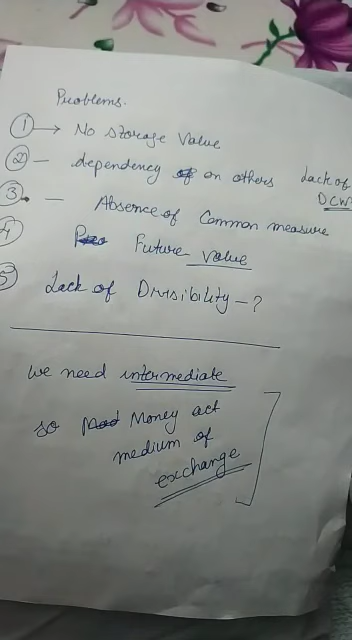 Problems.
① → No Storage Value
② - dependency on others Lack of DCW
③. - Absence of Common measure
4 Future Value
5 Lack of Divisibility - ?
we need intermediate
so Money act
medium of
exchange